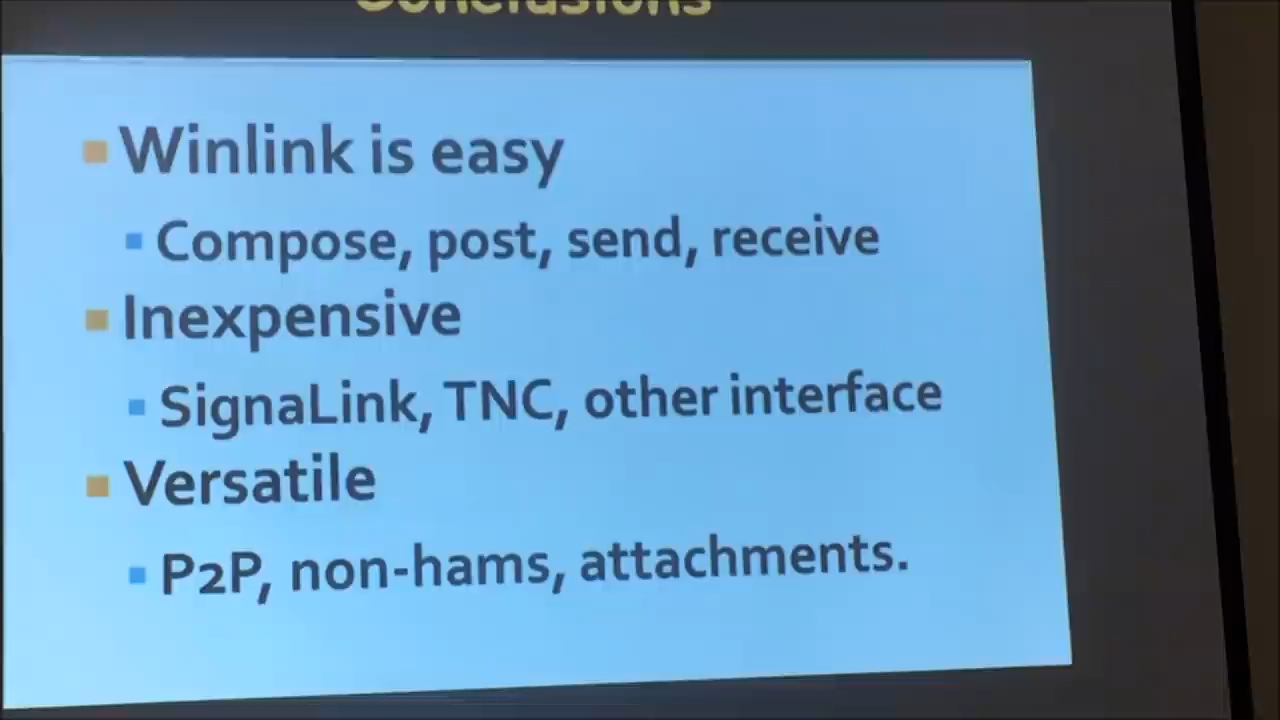 Conclusions
Winlink is easy
Compose, post, send, receive
Inexpensive
SignaLink, TNC, other interface
Versatile
P2P, non-hams, attachments.